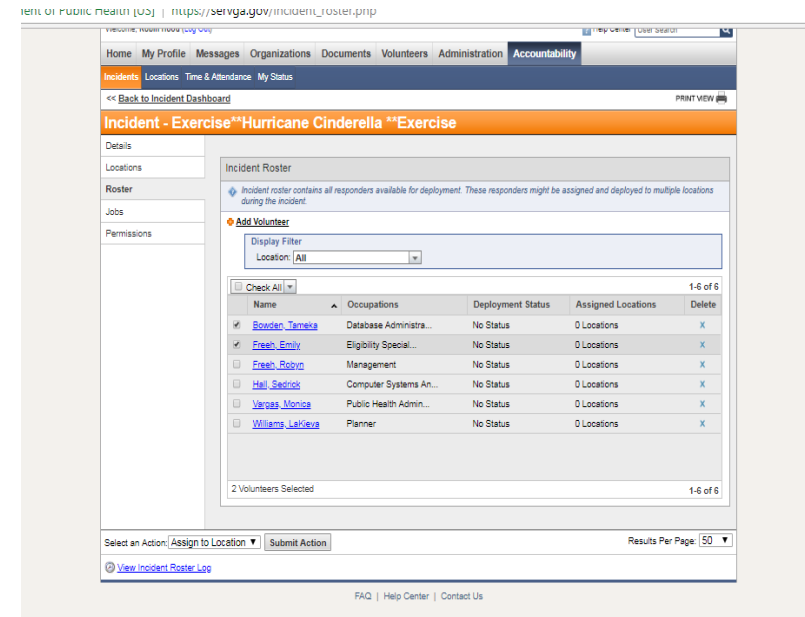 ient of Public Health [US] | https://servga.gov/incident_roster.php
Welcome, Robin Hood (Log Out)
Help Center User Search
Home My Profile Messages Organizations Documents Volunteers Administration Accountability
Incidents Locations Time & Attendance My Status
<< Back to Incident Dashboard
PRINT VIEW
Incident - Exercise**Hurricane Cinderella **Exercise
Details
Locations
Roster
Jobs
Permissions
Incident Roster
Incident roster contains all responders available for deployment. These responders might be assigned and deployed to multiple locations
during the incident.
Add Volunteer
Display Filter
Location: All
Check All
1-6 of 6
Name Occupations Deployment Status Assigned Locations Delete
Bowden, Tameka Database Administra... No Status 0 Locations X
Freeh, Emily Eligibility Special... No Status 0 Locations X
Freeh, Robyn Management No Status 0 Locations X
Hall, Sedrick Computer Systems An... No Status 0 Locations X
Vargas, Monica Public Health Admin... No Status 0 Locations X
Williams, LaKieva Planner No Status 0 Locations X
2 Volunteers Selected
1-6 of 6
Select an Action: Assign to Location Submit Action
Results Per Page: 50
View Incident Roster Log
FAQ | Help Center | Contact Us